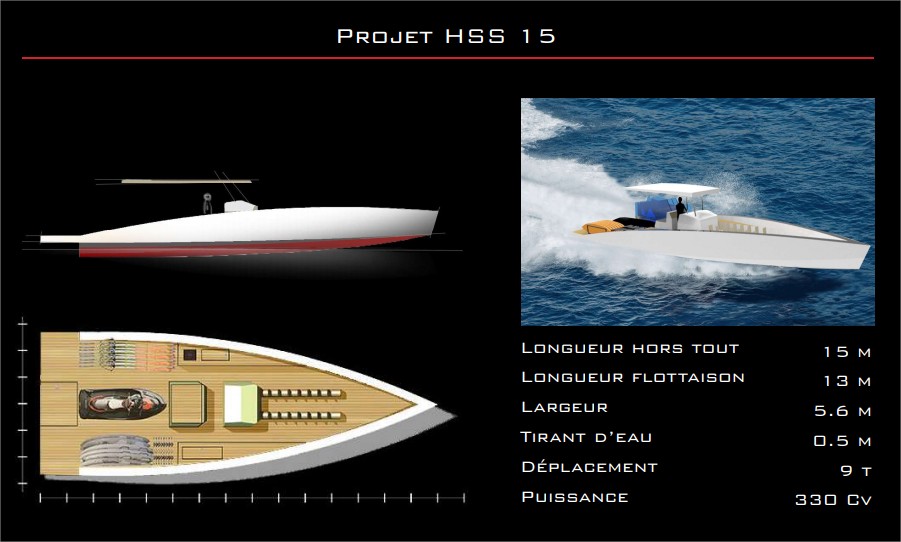 Projet HSS 15
Longueur hors tout 15 m
Longueur flottaison 13 m
Largeur 5.6 m
Tirant d'eau 0.5 m
Déplacement 9 t
Puissance 330 Cv